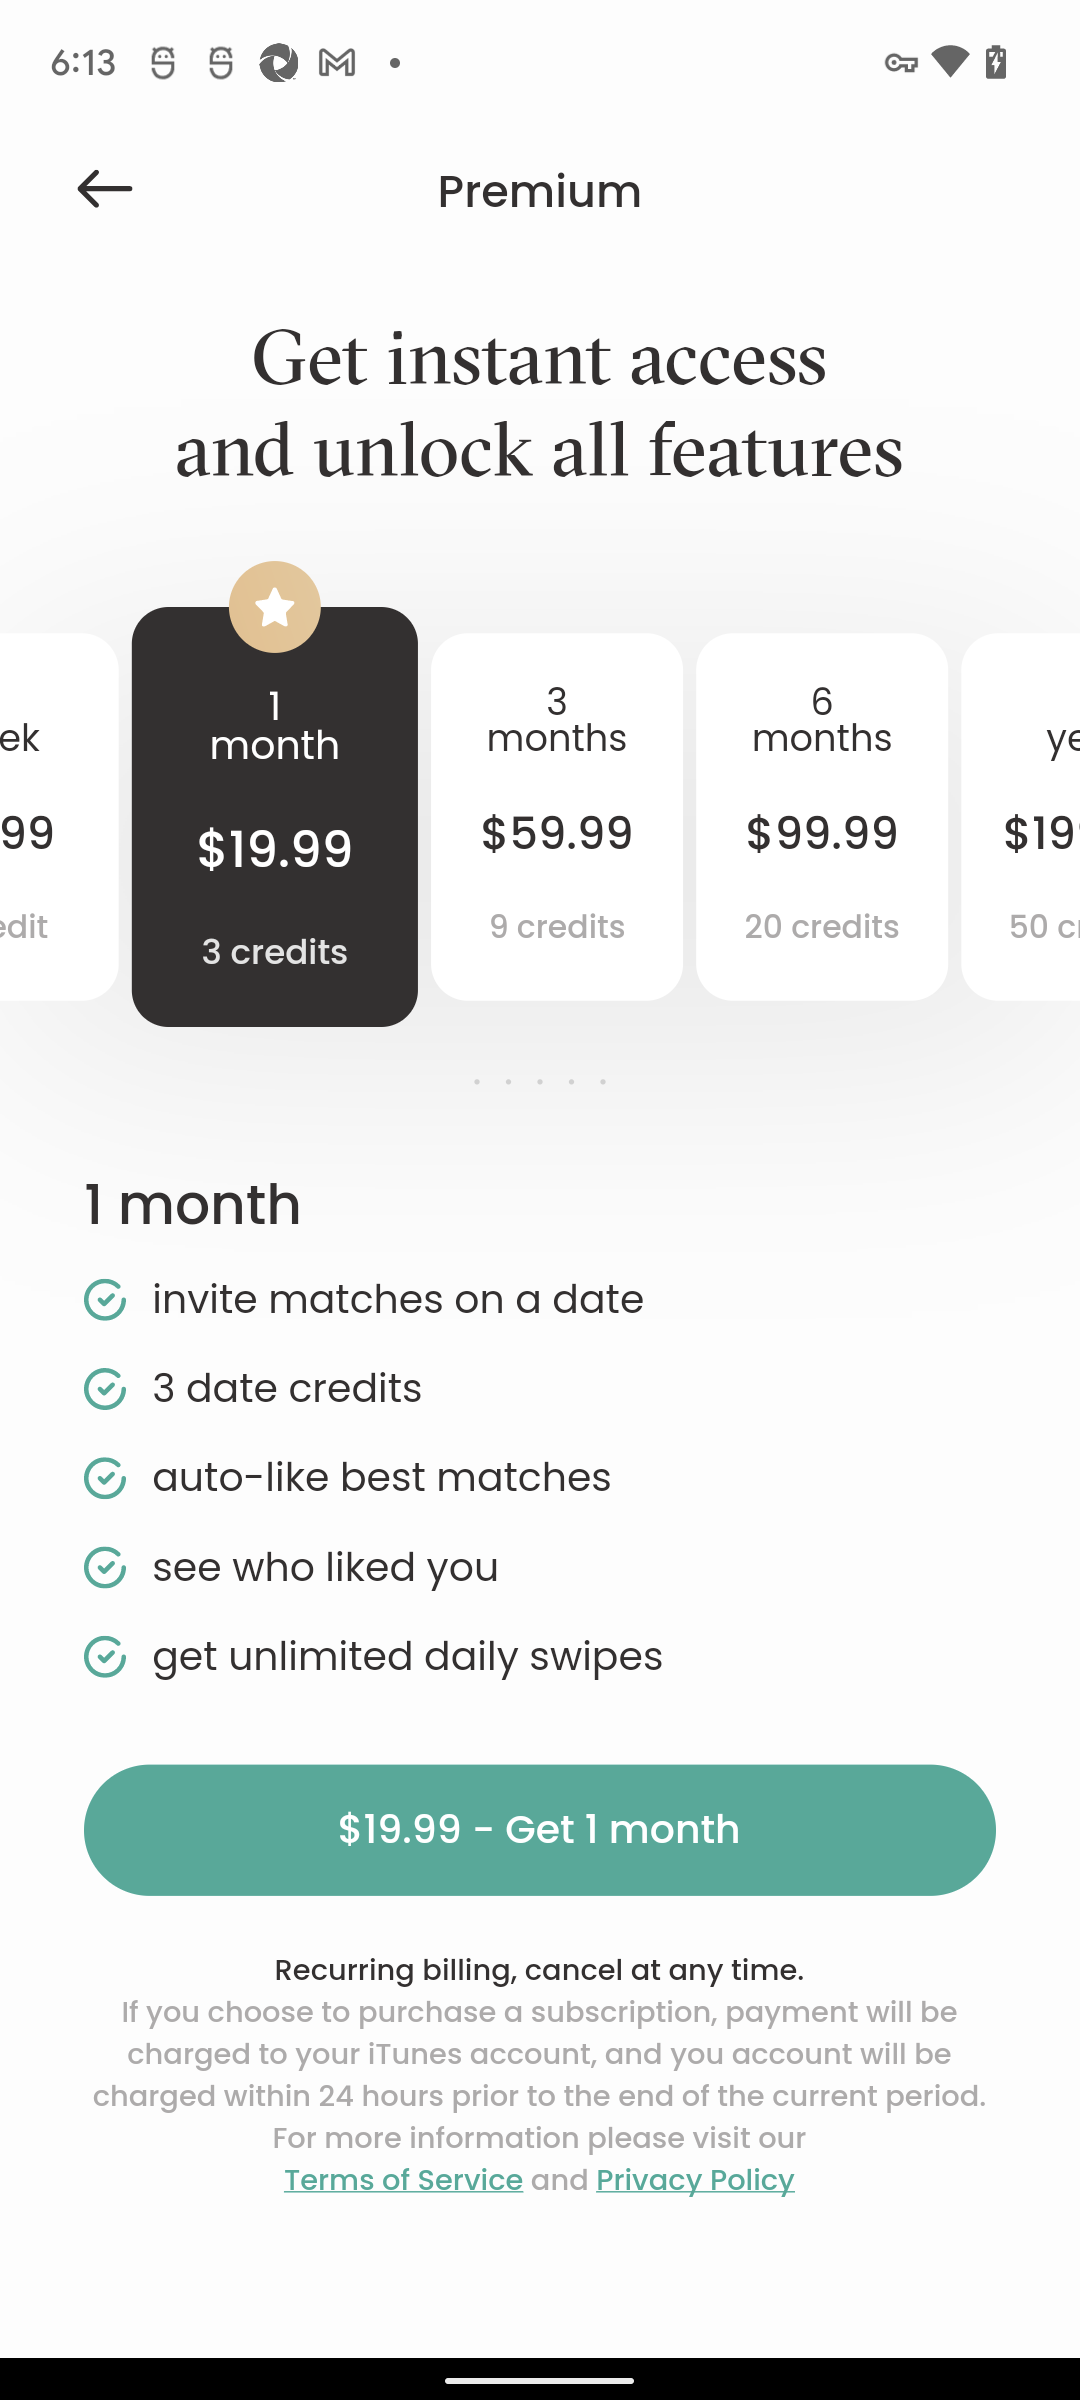 6:13
Premium
Get instant access
and unlock all features
ek
99
edit
1
month
$19.99
3 credits
3
months
$59.99
9 credits
6
months
$99.99
20 credits
ye
$19
50 c
1 month
invite matches on a date
3 date credits
auto-like best matches
see who liked you
get unlimited daily swipes
$19.99 - Get 1 month
Recurring billing, cancel at any time.
If you choose to purchase a subscription, payment will be
charged to your iTunes account, and you account will be
charged within 24 hours prior to the end of the current period.
For more information please visit our
Terms of Service and Privacy Policy